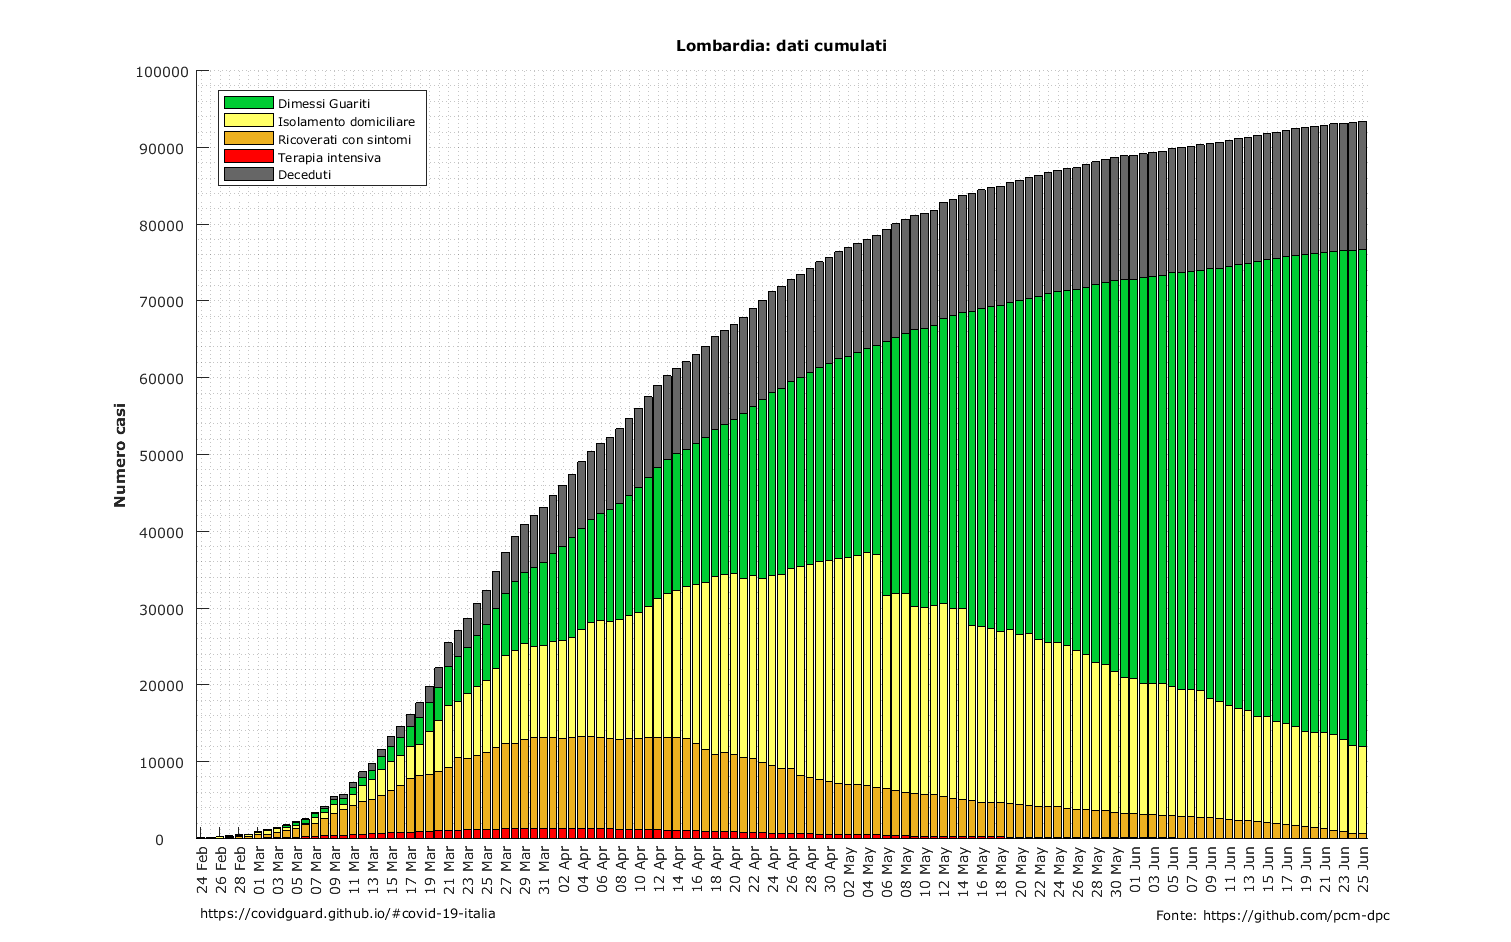 Lombardia: dati cumulati
100000
90000
80000
70000
60000
50000
40000
30000
20000
10000
0
Numero casi
Dimessi Guariti
Isolamento domiciliare
Ricoverati con sintomi
Terapia intensiva
Deceduti
24 Feb
26 Feb
28 Feb
01 Mar
03 Mar
05 Mar
07 Mar
09 Mar
11 Mar
13 Mar
15 Mar
17 Mar
19 Mar
21 Mar
23 Mar
25 Mar
27 Mar
29 Mar
31 Mar
02 Apr
04 Apr
06 Apr
08 Apr
10 Apr
12 Apr
14 Apr
16 Apr
18 Apr
20 Apr
22 Apr
24 Apr
26 Apr
28 Apr
30 Apr
02 May
04 May
06 May
08 May
10 May
12 May
14 May
16 May
18 May
20 May
22 May
24 May
26 May
28 May
30 May
01 Jun
03 Jun
05 Jun
07 Jun
09 Jun
11 Jun
13 Jun
15 Jun
17 Jun
19 Jun
21 Jun
23 Jun
25 Jun
https://covidguard.github.io/#covid-19-italia
Fonte: https://github.com/pcm-dpc